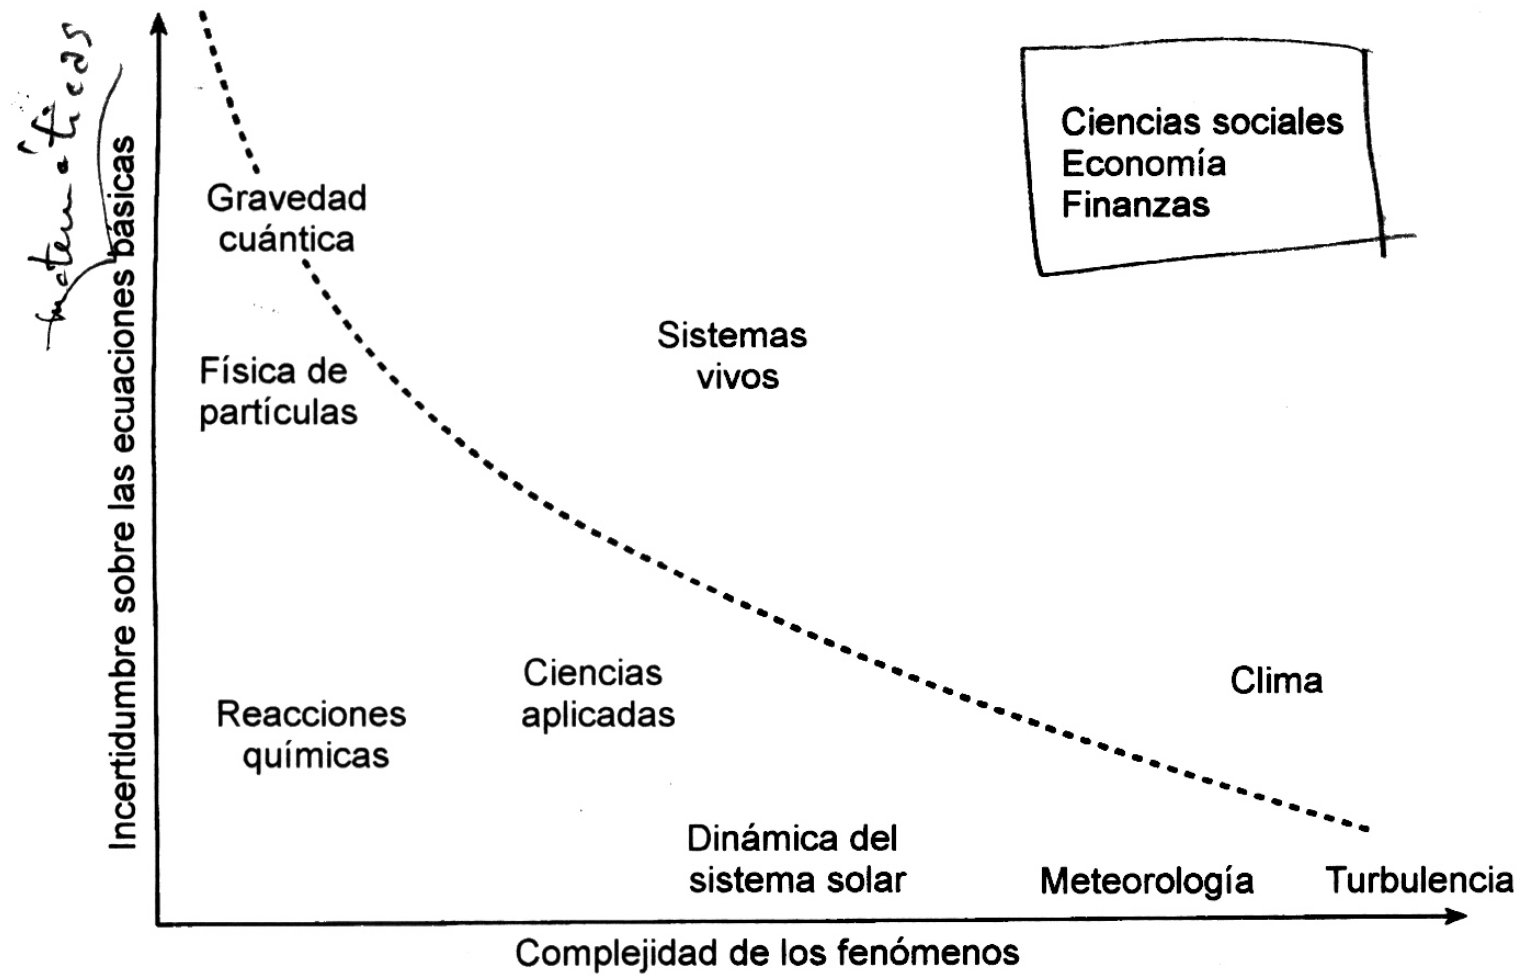 matemáticas
Incertidumbre sobre las ecuaciones básicas
Gravedad
cuántica
Física de
partículas
Reacciones
químicas
Ciencias
aplicadas
Sistemas
vivos
Ciencias sociales
Economía
Finanzas
Clima
Dinámica del
sistema solar
Meteorología
Turbulencia
Complejidad de los fenómenos